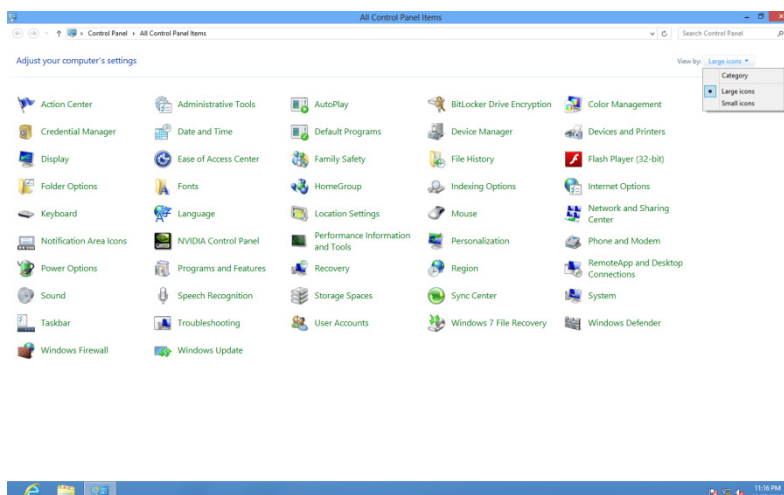 All Control Panel Items
Control Panel All Control Panel Items
Search Control Panel
Adjust your computer's settings
View by: Large icons
Category
Large icons
Small icons
Action Center
Administrative Tools
AutoPlay
BitLocker Drive Encryption
Color Management
Credential Manager
Date and Time
Default Programs
Device Manager
Devices and Printers
Display
Ease of Access Center
Family Safety
File History
Flash Player (32-bit)
Folder Options
Fonts
HomeGroup
Indexing Options
Internet Options
Keyboard
Language
Location Settings
Mouse
Network and Sharing
Center
Notification Area Icons
NVIDIA Control Panel
Performance Information
and Tools
Personalization
Phone and Modem
Power Options
Programs and Features
Recovery
Region
RemoteApp and Desktop
Connections
Sound
Speech Recognition
Storage Spaces
Sync Center
System
Taskbar
Troubleshooting
User Accounts
Windows 7 File Recovery
Windows Defender
Windows Firewall
Windows Update
11:16 PM